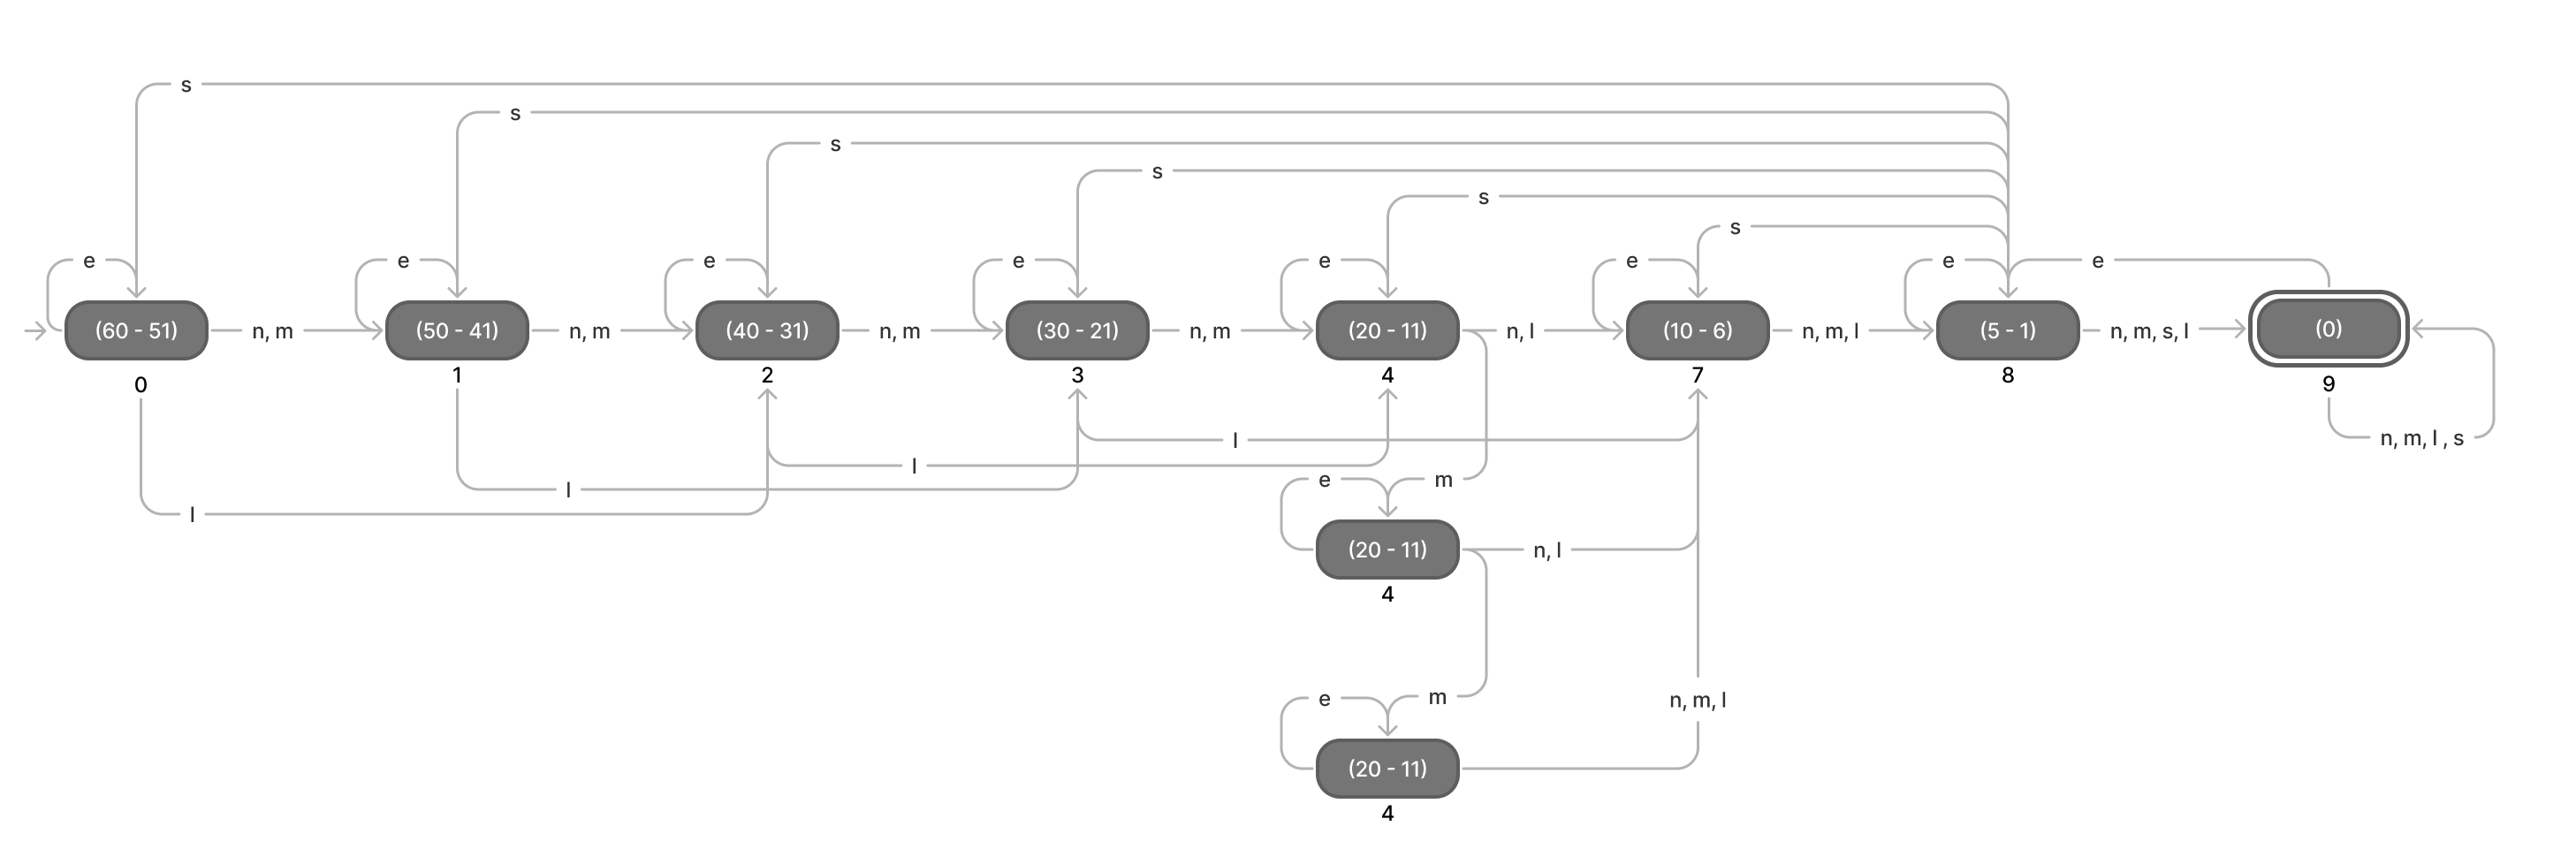 s
s
s
s
s
s
e
e
e
e
e
e
e
e
(60 - 51)
n, m
(50 - 41)
n, m
(40 - 31)
n, m
(30 - 21)
n, m
(20 - 11)
n, l
(10 - 6)
n, m, l
(5 - 1)
n, m, s, l
(0)
0
1
2
3
4
7
8
9
l
n, m, l , s
l
l
l
e
m
(20 - 11)
n, l
4
e
m
n, m, l
(20 - 11)
4